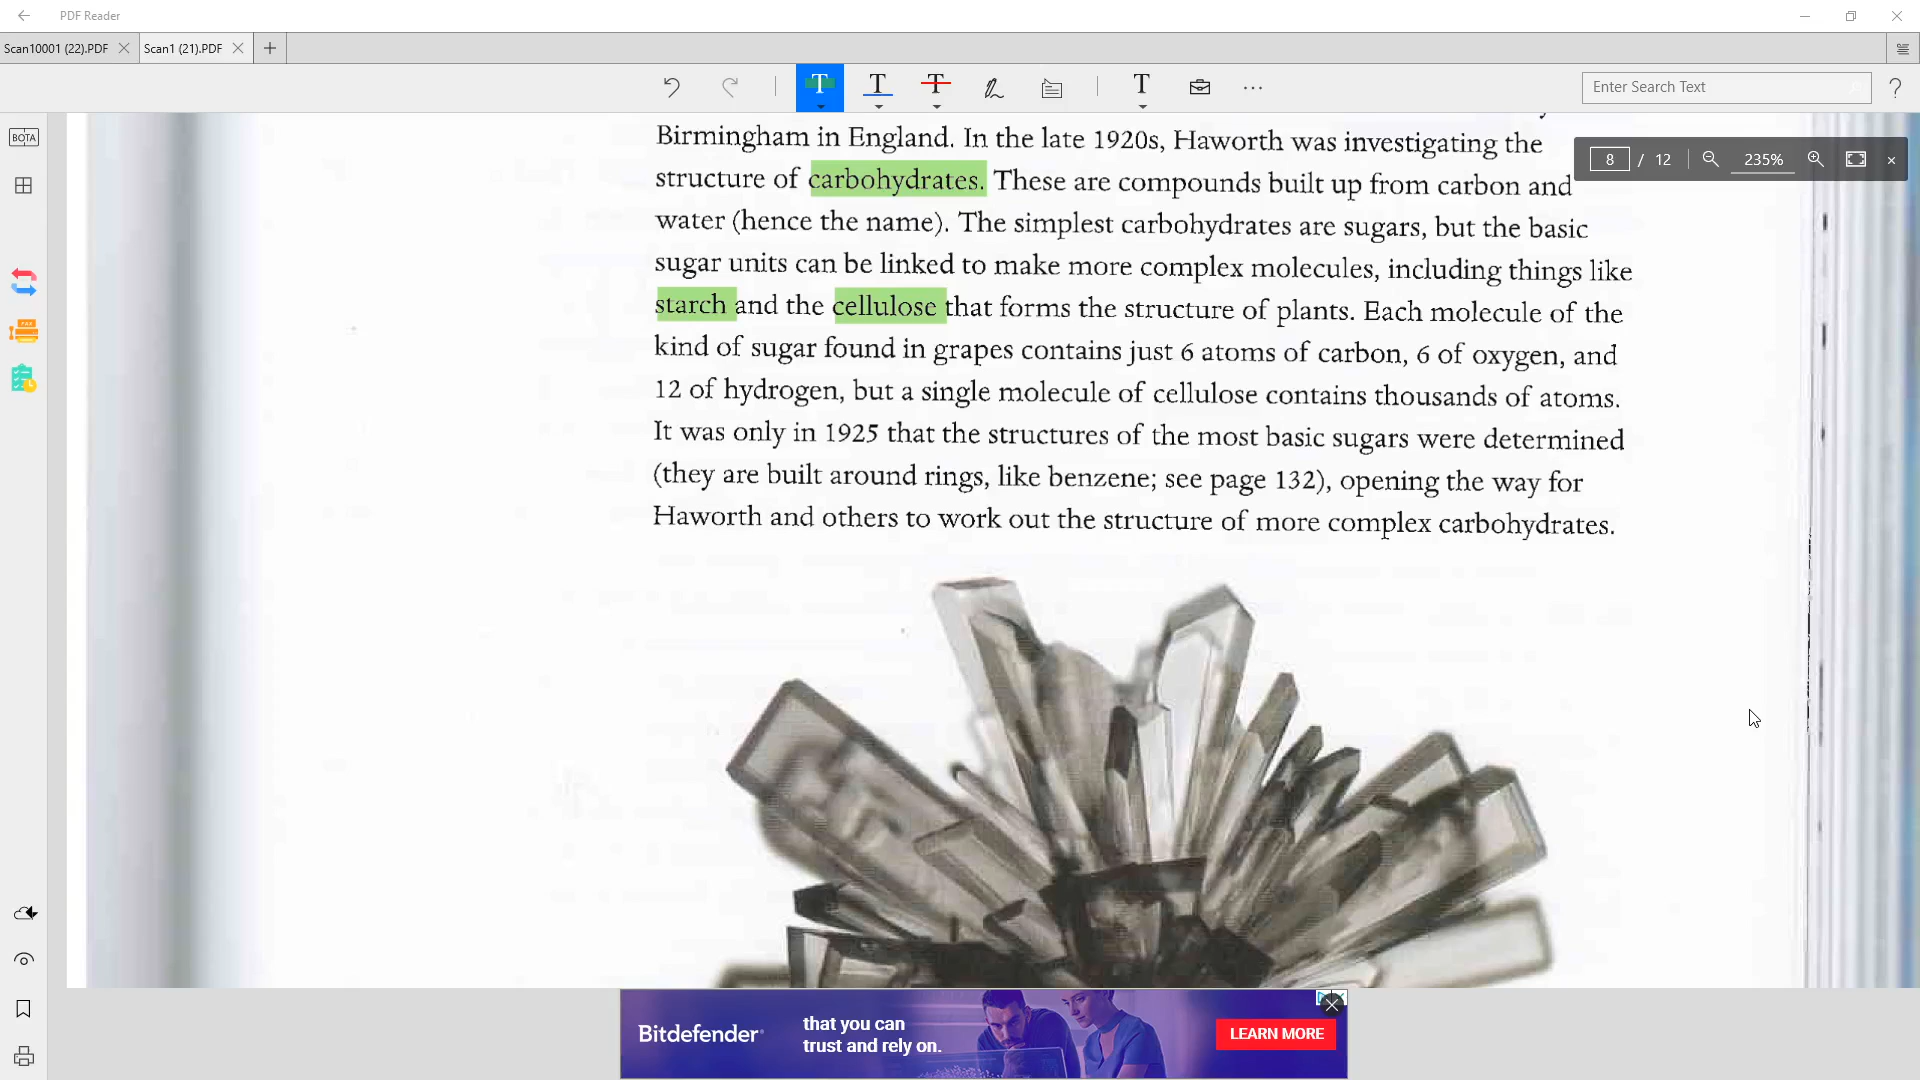 PDF Reader
Scan10001 (22).PDF
Scan1 (21).PDF
Enter Search Text
BOTA
8 / 12
235%
Birmingham in England. In the late 1920s, Haworth was investigating the
structure of carbohydrates. These are compounds built up from carbon and
water (hence the name). The simplest carbohydrates are sugars, but the basic
sugar units can be linked to make more complex molecules, including things like
starch and the cellulose that forms the structure of plants. Each molecule of the
kind of sugar found in grapes contains just 6 atoms of carbon, 6 of oxygen, and
12 of hydrogen, but a single molecule of cellulose contains thousands of atoms.
It was only in 1925 that the structures of the most basic sugars were determined
(they are built around rings, like benzene; see page 132), opening the way for
Haworth and others to work out the structure of more complex carbohydrates.
Bitdefender
that you can
trust and rely on.
LEARN MORE